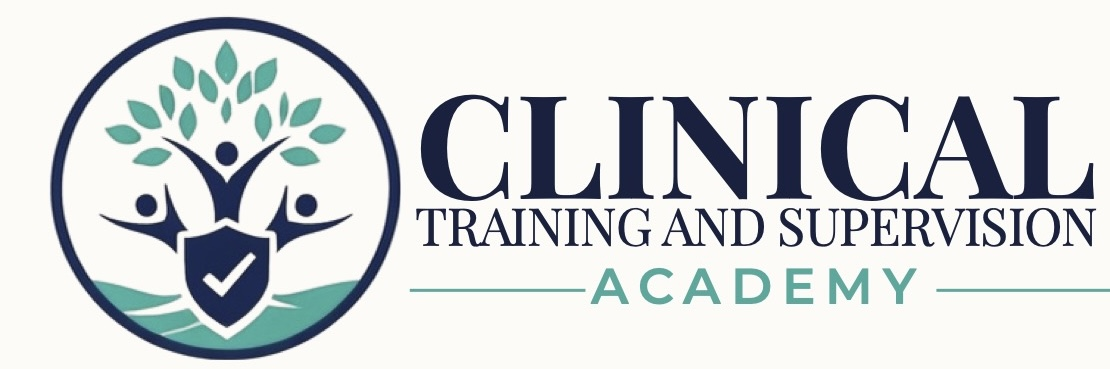 CLINICAL
TRAINING AND SUPERVISION
ACADEMY